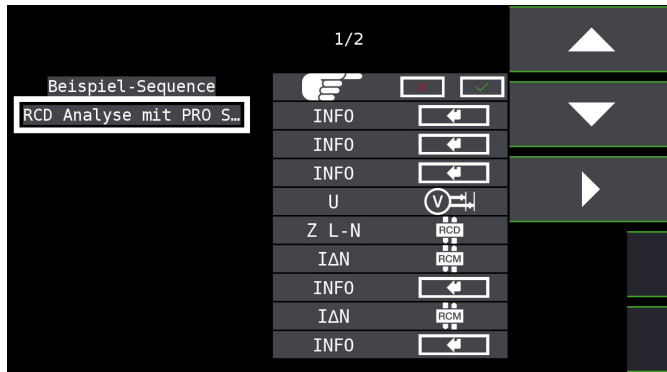 1/2
Beispiel-Sequence
RCD Analyse mit PRO S…
INFO
INFO
INFO
U V
Z L-N RCD
IΔN RCM
INFO
IΔN RCM
INFO